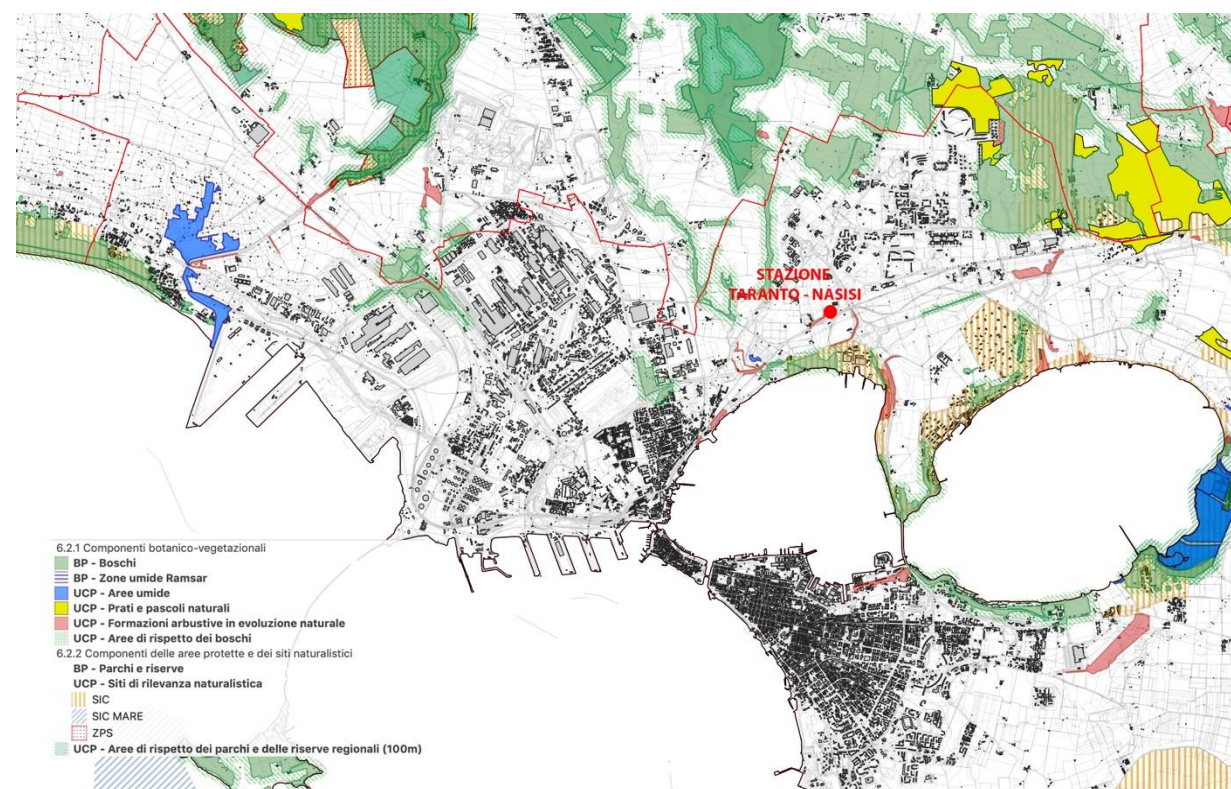 STAZIONE
TARANTO - NASISI
6.2.1 Componenti botanico-vegetazionali
BP - Boschi
BP - Zone umide Ramsar
UCP - Aree umide
UCP - Prati e pascoli naturali
UCP - Formazioni arbustive in evoluzione naturale
UCP - Aree di rispetto dei boschi
6.2.2 Componenti delle aree protette e dei siti naturalistici
BP - Parchi e riserve
UCP - Siti di rilevanza naturalistica
SIC
SIC MARE
ZPS
UCP - Aree di rispetto dei parchi e delle riserve regionali (100m)